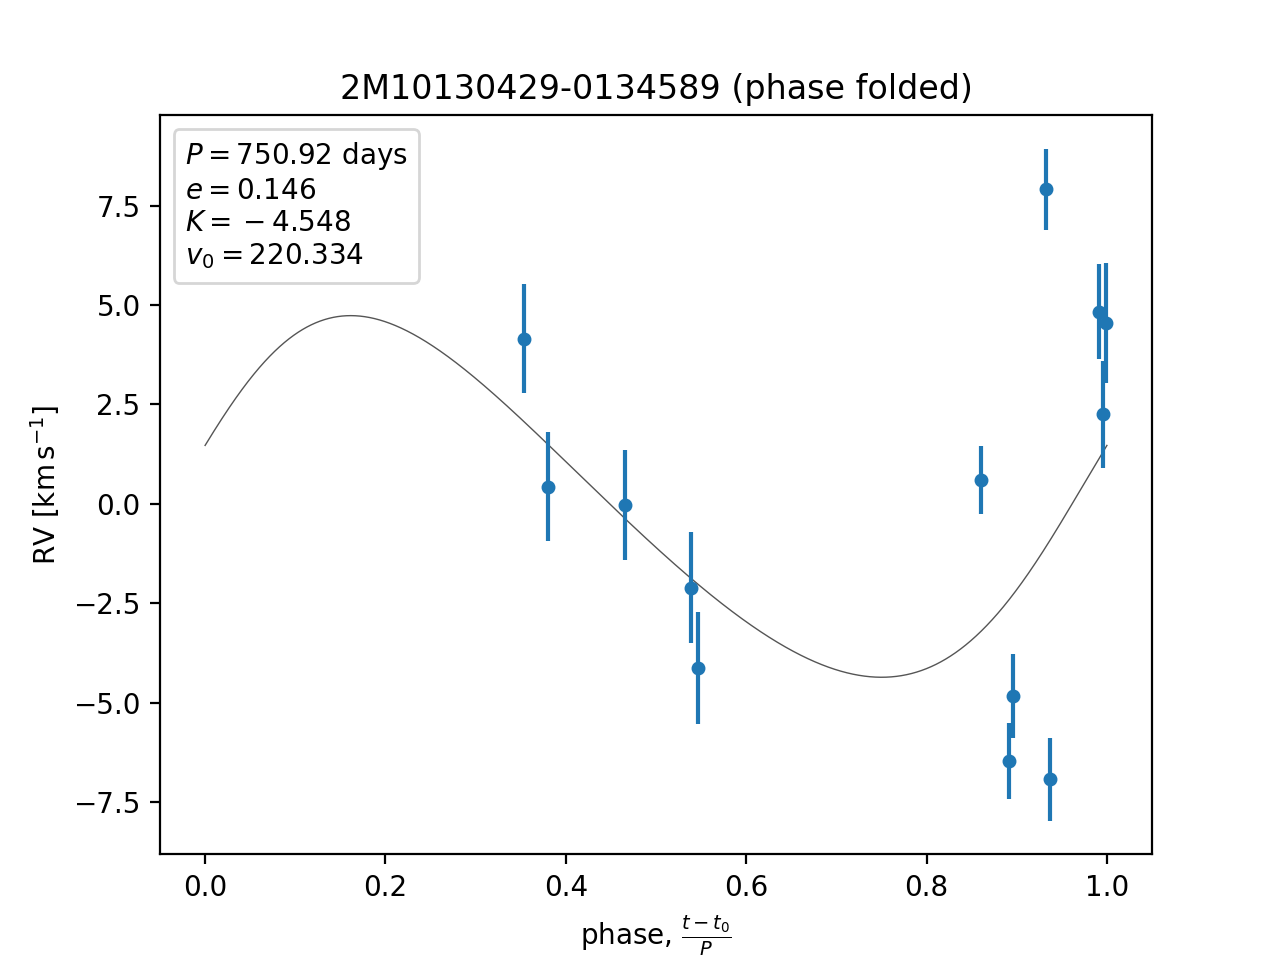 2M10130429-0134589 (phase folded)
P = 750.92 days
e = 0.146
K = −4.548
v₀ = 220.334
RV [km s⁻¹]
7.5
5.0
2.5
0.0
−2.5
−5.0
−7.5
0.0 0.2 0.4 0.6 0.8 1.0
phase, (t − t₀)/P